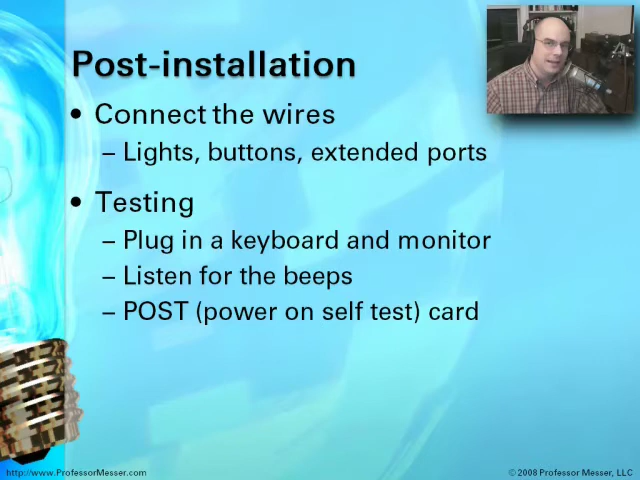 Post-installation
• Connect the wires
– Lights, buttons, extended ports
• Testing
– Plug in a keyboard and monitor
– Listen for the beeps
– POST (power on self test) card
http://www.ProfessorMesser.com
© 2008 Professor Messer, LLC